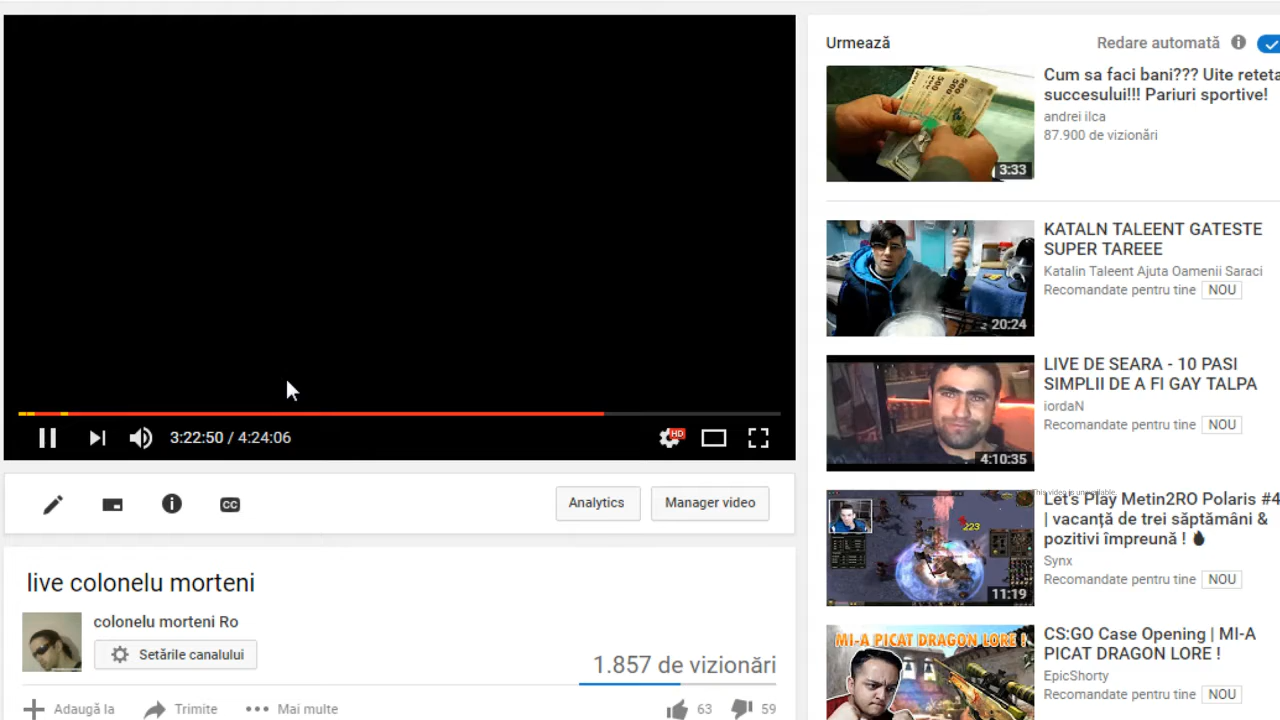 Urmează
Redare automată
Cum sa faci bani??? Uite reteta
succesului!!! Pariuri sportive!
andrei ilca
87.900 de vizionări
3:33
KATALN TALEENT GATESTE
SUPER TAREEE
Katalin Taleent Ajuta Oamenii Saraci
Recomandate pentru tine NOU
20:24
LIVE DE SEARA - 10 PASI
SIMPLII DE A FI GAY TALPA
iordaN
Recomandate pentru tine NOU
4:10:35
This video is unavailable.
Let's Play Metin2RO Polaris #4
| vacanță de trei săptămâni &
pozitivi împreună !
Synx
Recomandate pentru tine NOU
223
11:19
CS:GO Case Opening | MI-A
PICAT DRAGON LORE !
EpicShorty
Recomandate pentru tine NOU
MI-A PICAT DRAGON LORE !
3:22:50 / 4:24:06
HD
CC
Analytics
Manager video
live colonelu morteni
colonelu morteni Ro
Setările canalului
1.857 de vizionări
Adaugă la
Trimite
Mai multe
63
59